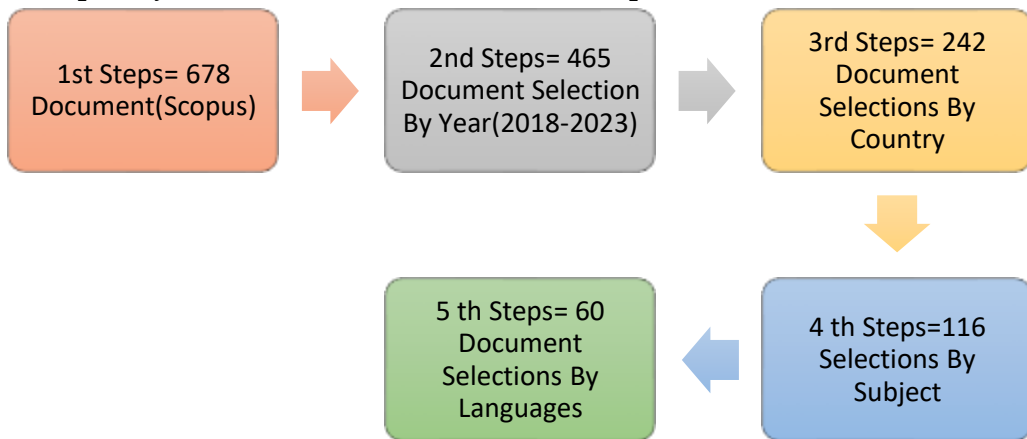 1st Steps= 678
Document(Scopus)
2nd Steps= 465
Document Selection
By Year(2018-2023)
3rd Steps= 242
Document
Selections By
Country
4 th Steps=116
Selections By
Subject
5 th Steps= 60
Document
Selections By
Languages